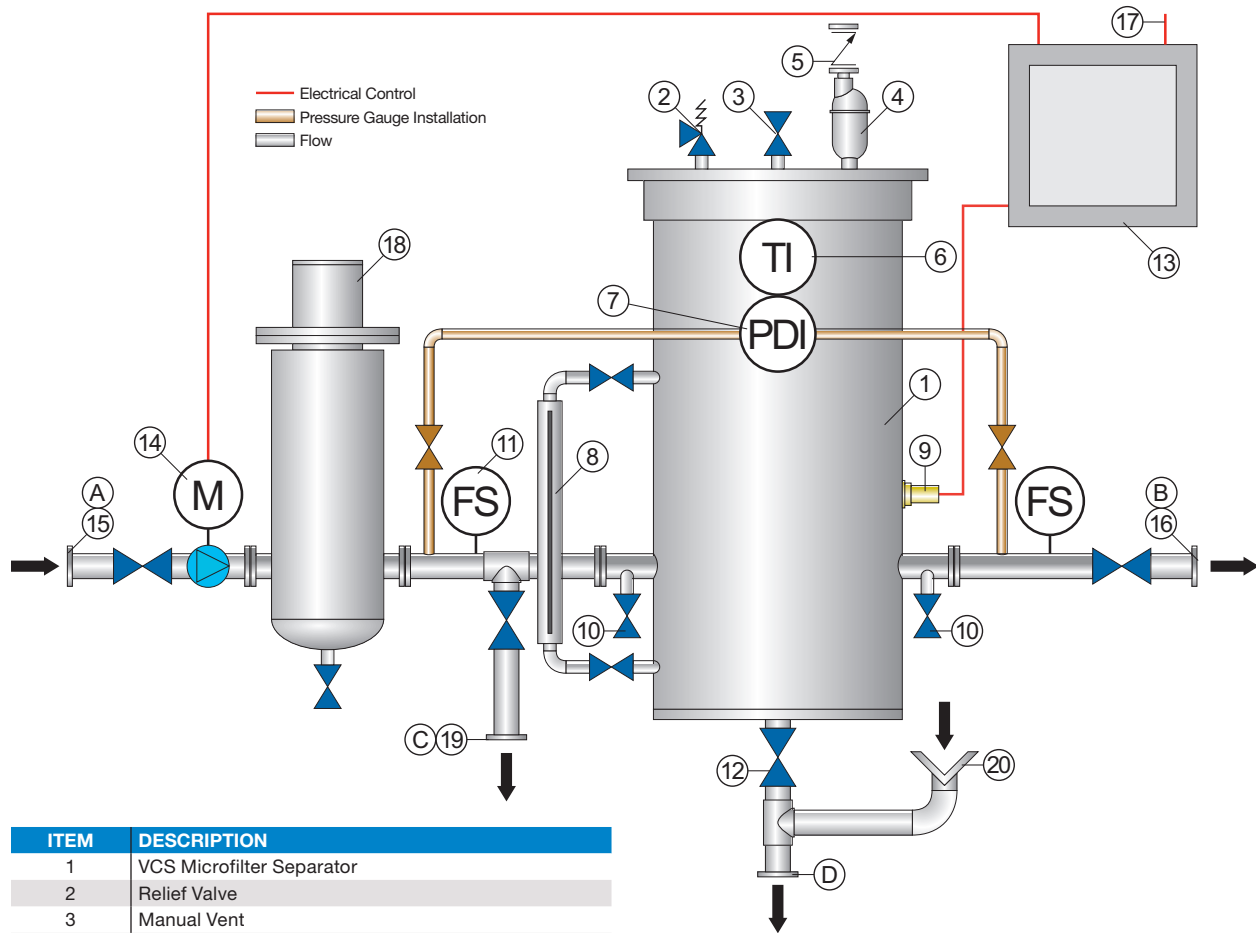 17
5
2
3
4
Electrical Control
Pressure Gauge Installation
Flow
18
TI
6
13
7
PDI
1
14
11
8
9
M
FS
FS
A
15
B
16
10
10
C 19
12
20
D
ITEM DESCRIPTION
1 VCS Microfilter Separator
2 Relief Valve
3 Manual Vent